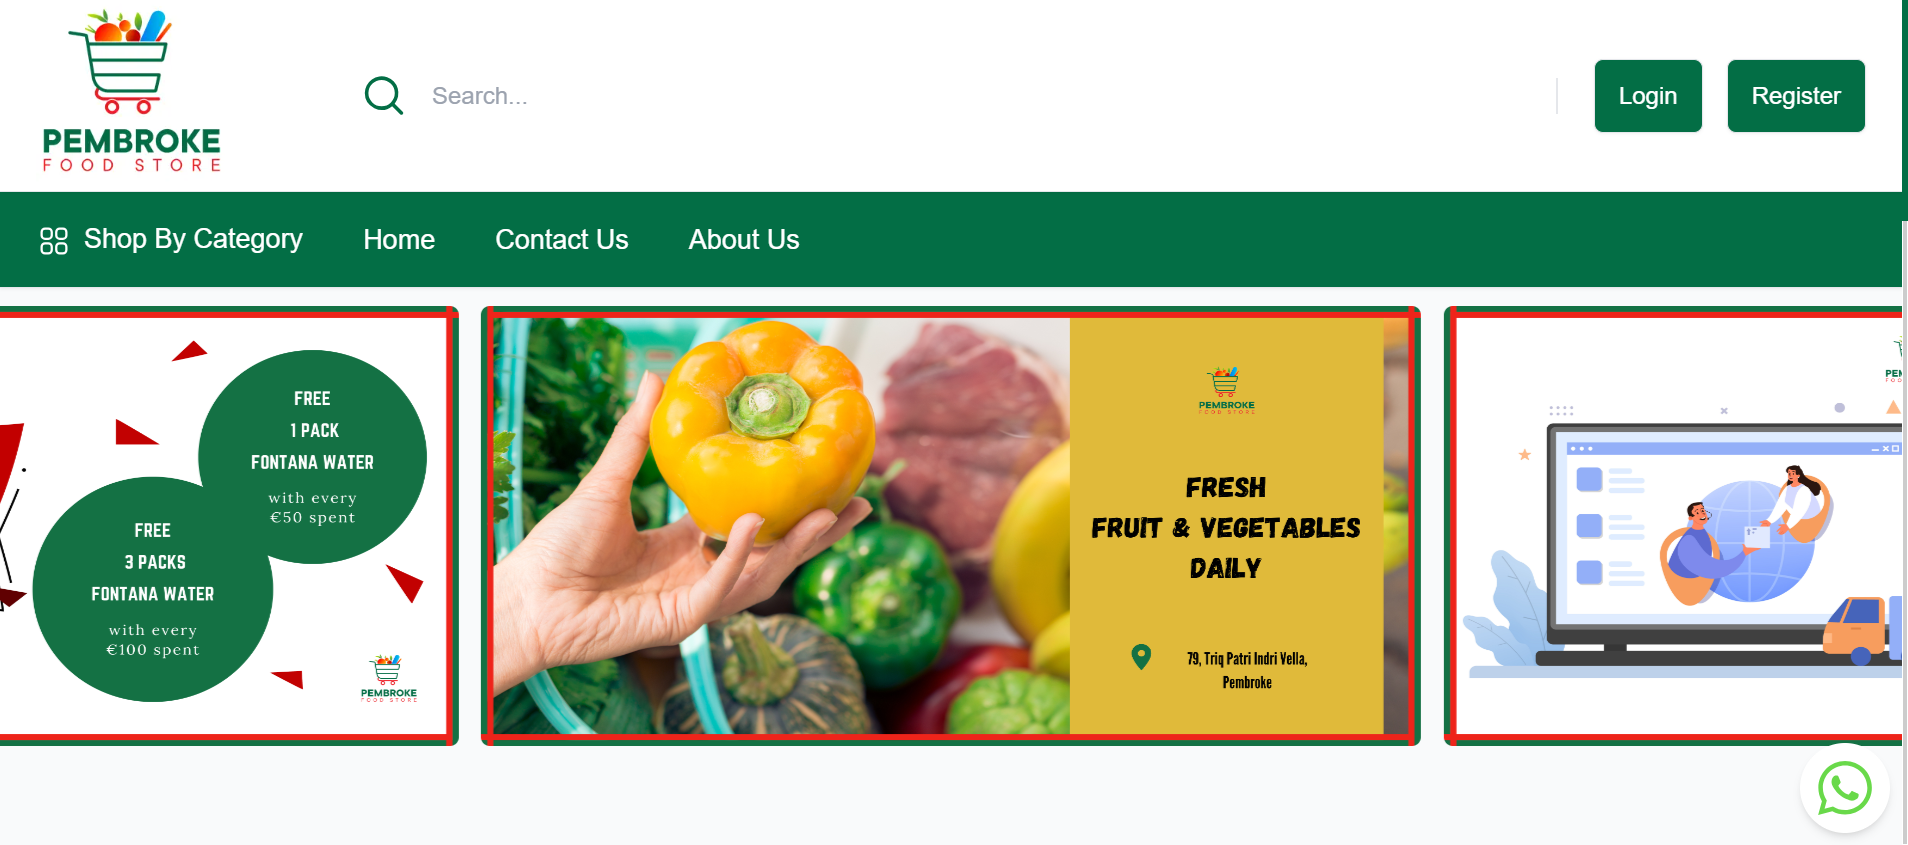 PEMBROKE
FOOD STORE
Search...
Login
Register
Shop By Category
Home
Contact Us
About Us
FREE
1 PACK
FONTANA WATER
with every
€50 spent
FREE
3 PACKS
FONTANA WATER
with every
€100 spent
PEMBROKE
FOOD STORE
PEMBROKE
FOOD STORE
FRESH
FRUIT & VEGETABLES
DAILY
79, Triq Patri Indri Vella,
Pembroke